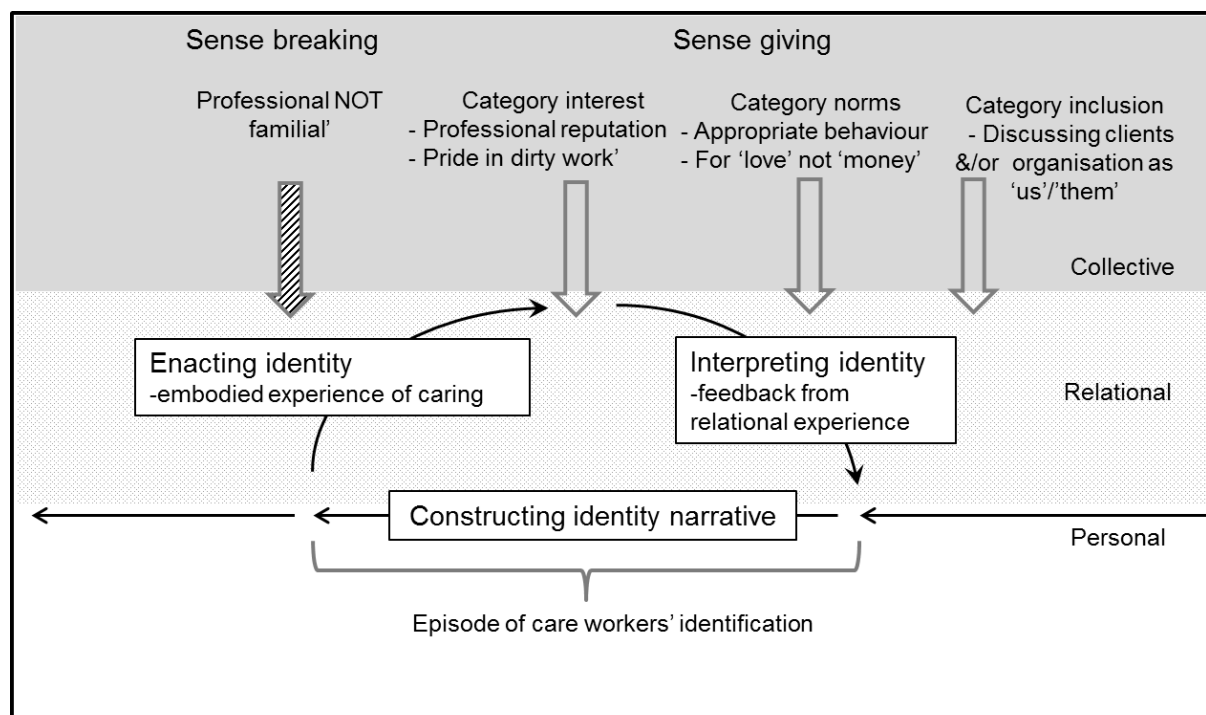 Sense breaking
Sense giving
Professional NOT
familial’
Category interest
- Professional reputation
- Pride in dirty work’
Category norms
- Appropriate behaviour
- For ‘love’ not ‘money’
Category inclusion
- Discussing clients
&/or organisation as
‘us’/’them’
Collective
Enacting identity
-embodied experience of caring
Interpreting identity
-feedback from
relational experience
Relational
Constructing identity narrative
Personal
Episode of care workers’ identification